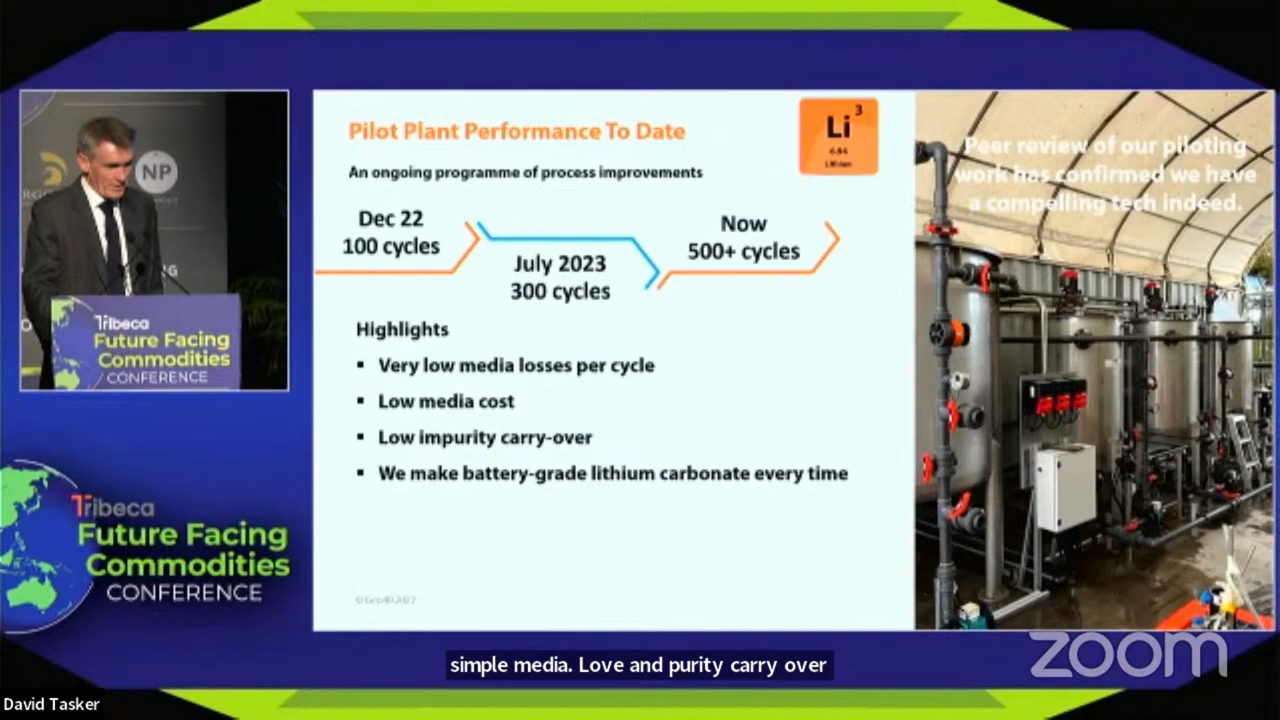 NP
Tribeca
Future Facing
Commodities
CONFERENCE
Tribeca
Future Facing
Commodities
CONFERENCE
Pilot Plant Performance To Date
3
Li
Lithium
An ongoing programme of process improvements
Dec 22
100 cycles
July 2023
300 cycles
Now
500+ cycles
Highlights
▪ Very low media losses per cycle
▪ Low media cost
▪ Low impurity carry-over
▪ We make battery-grade lithium carbonate every time
Peer review of our piloting
work has confirmed we have
a compelling tech indeed.
simple media. Love and purity carry over
zoom
David Tasker